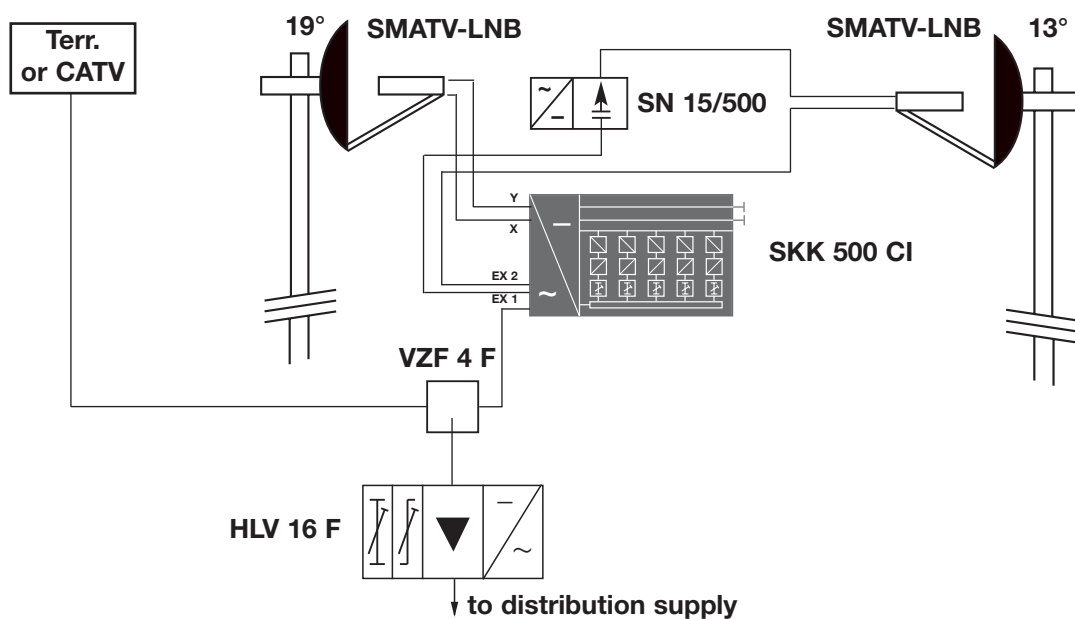 Terr.
or CATV
19°
SMATV-LNB
SMATV-LNB
13°
SN 15/500
Y
X
SKK 500 CI
EX 2
EX 1
VZF 4 F
HLV 16 F
to distribution supply